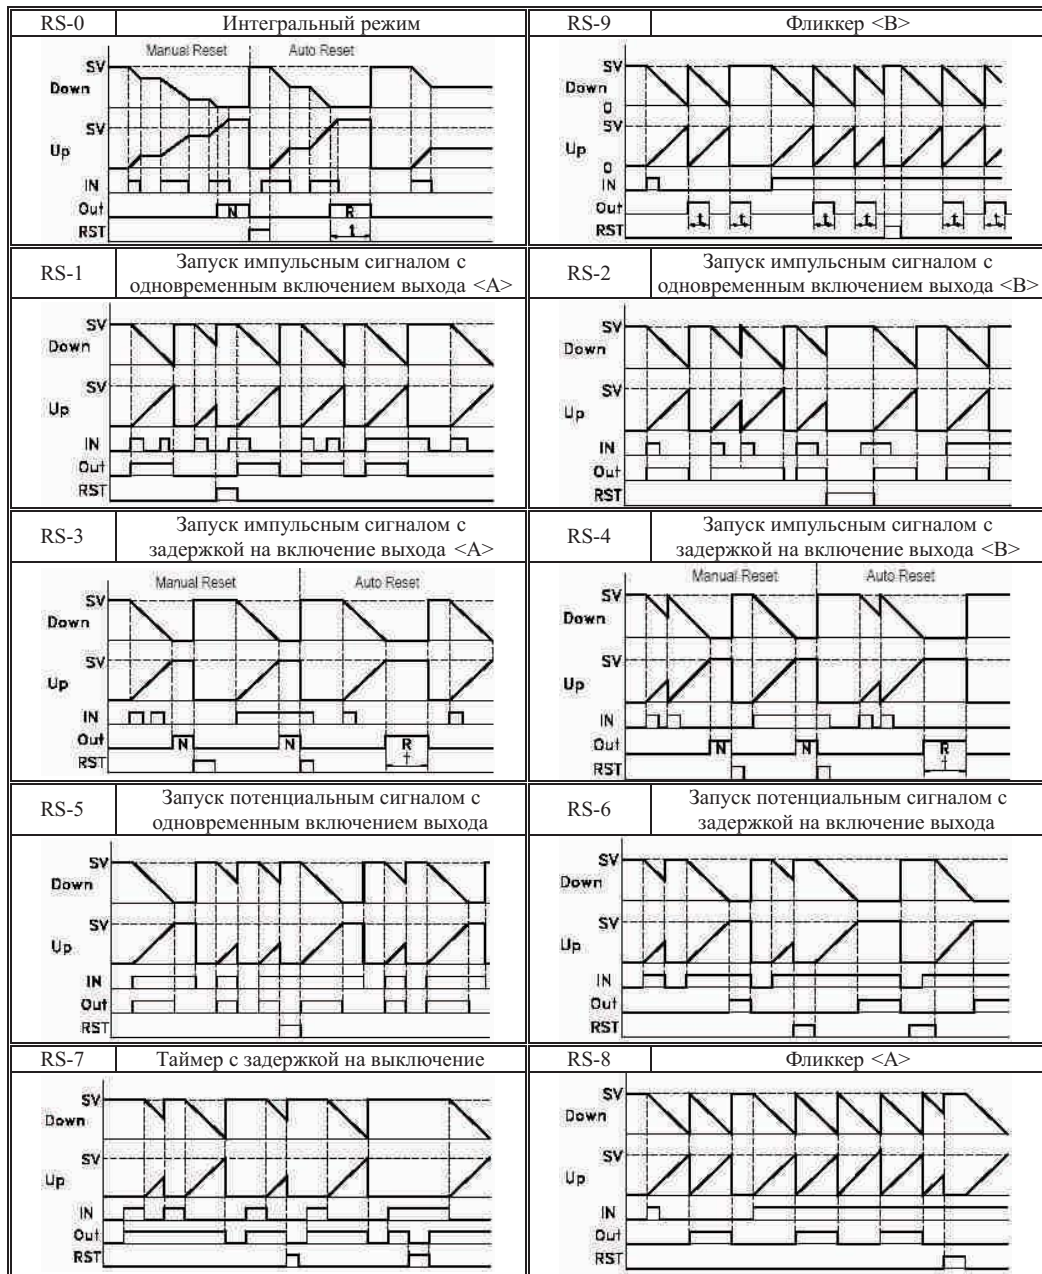 RS-0 Интегральный режим
Manual Reset Auto Reset
SV
Down
SV
Up
IN
Out N R
RST t
RS-9 Фликкер <B>
SV
Down
0
SV
Up
0
IN
Out t t t t t t
RST
RS-1 Запуск импульсным сигналом с
одновременным включением выхода <A>
SV
Down
SV
Up
IN
Out
RST
RS-2 Запуск импульсным сигналом с
одновременным включением выхода <B>
SV
Down
SV
Up
IN
Out
RST
RS-3 Запуск импульсным сигналом с
задержкой на включение выхода <A>
Manual Reset Auto Reset
SV
Down
SV
Up
IN
Out N N R
RST t
RS-4 Запуск импульсным сигналом с
задержкой на включение выхода <B>
Manual Reset Auto Reset
SV
Down
SV
Up
IN
Out N N R
RST t
RS-5 Запуск потенциальным сигналом с
одновременным включением выхода
SV
Down
SV
Up
IN
Out
RST
RS-6 Запуск потенциальным сигналом с
задержкой на включение выхода
SV
Down
SV
Up
IN
Out
RST
RS-7 Таймер с задержкой на выключение
SV
Down
SV
Up
IN
Out
RST
RS-8 Фликкер <A>
SV
Down
SV
Up
IN
Out
RST